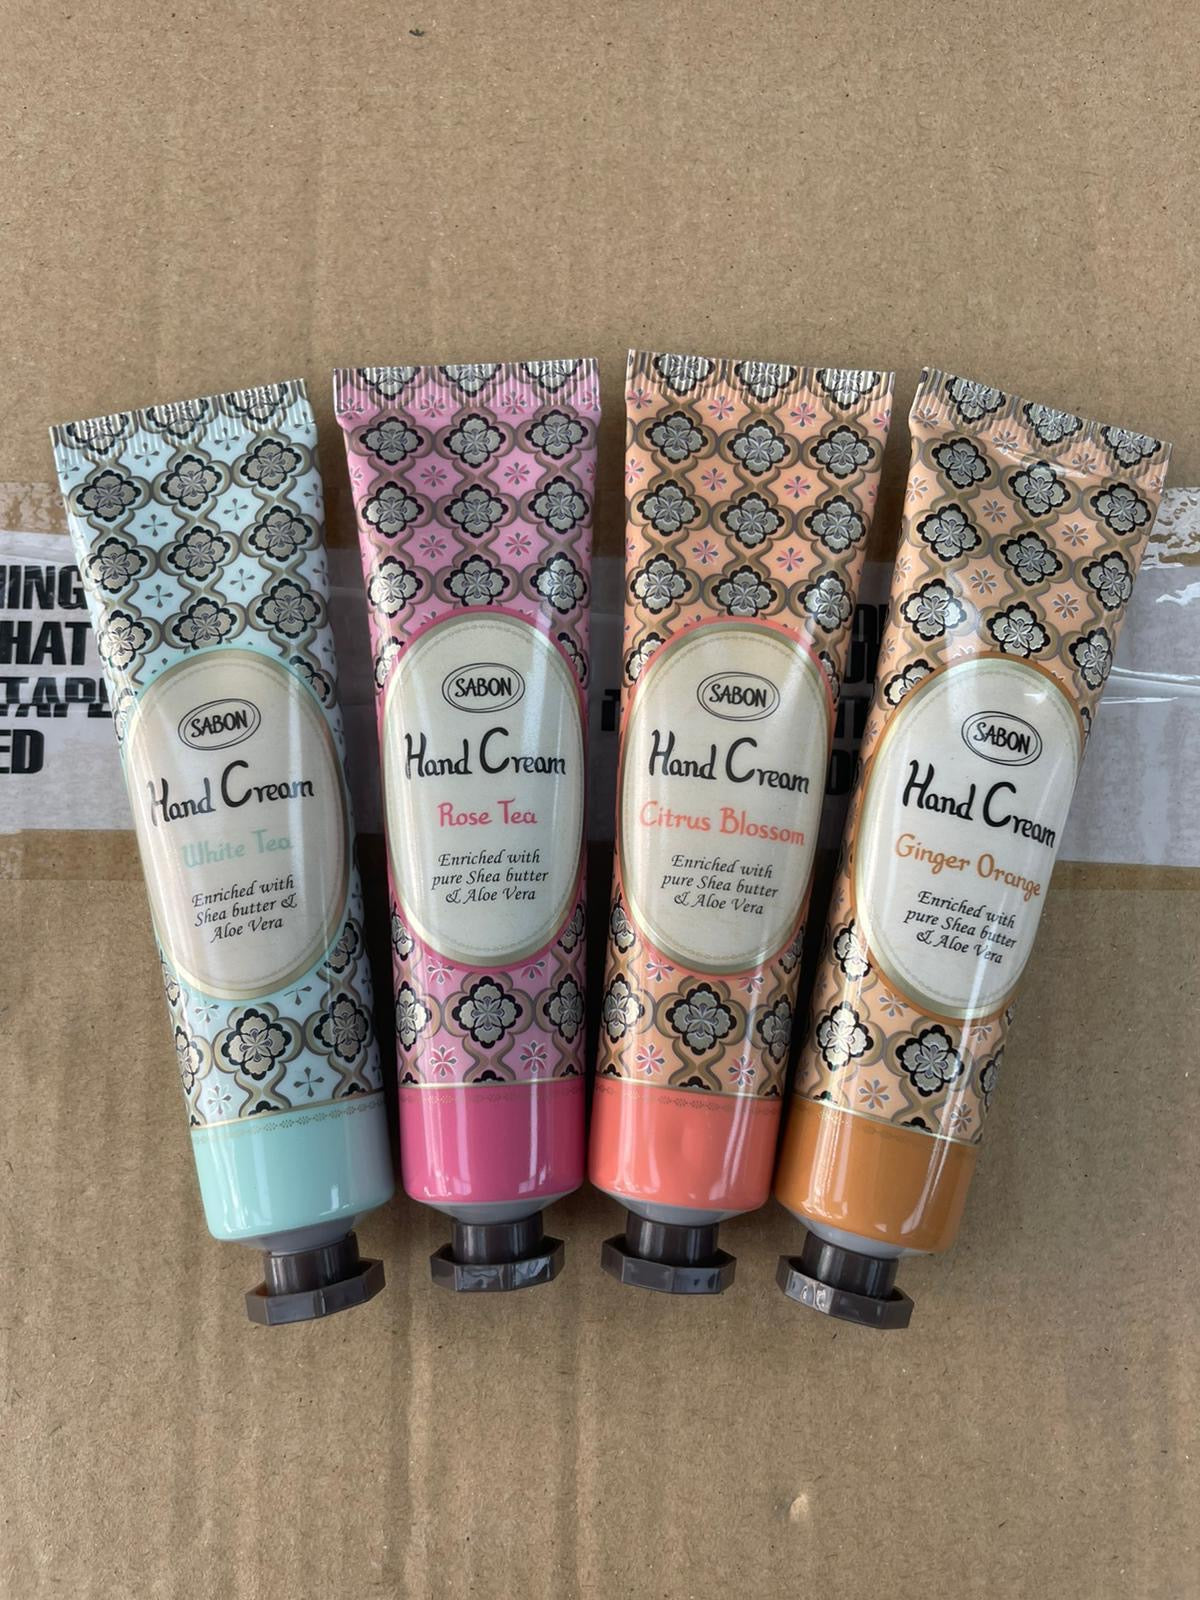 SABON
Hand Cream
White Tea
Enriched with
Shea butter &
Aloe Vera
SABON
Hand Cream
Rose Tea
Enriched with
pure Shea butter
& Aloe Vera
SABON
Hand Cream
Citrus Blossom
Enriched with
pure Shea butter
& Aloe Vera
SABON
Hand Cream
Ginger Orange
Enriched with
pure Shea butter
& Aloe Vera
HAT
TAPE
ED